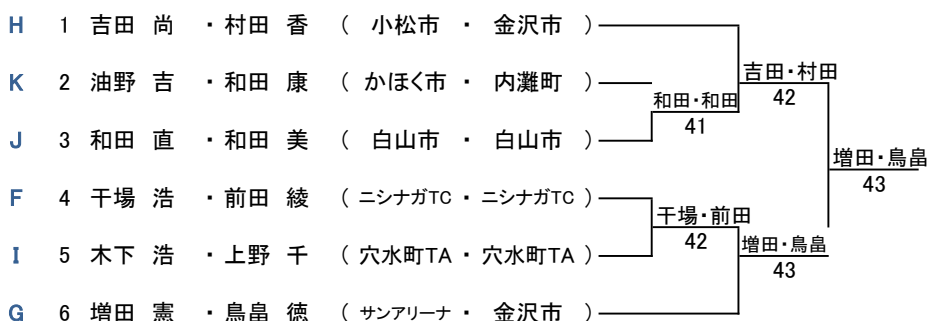 H 1 吉田 尚 ・ 村田 香 ( 小松市 ・ 金沢市 )
吉田・村田
K 2 油野 吉 ・ 和田 康 ( かほく市 ・ 内灘町 )
42
和田・和田
41
J 3 和田 直 ・ 和田 美 ( 白山市 ・ 白山市 )
増田・鳥畠
43
F 4 干場 浩 ・ 前田 綾 ( ニシナガTC ・ ニシナガTC )
干場・前田
42
I 5 木下 浩 ・ 上野 千 ( 穴水町TA ・ 穴水町TA )
増田・鳥畠
43
G 6 増田 憲 ・ 鳥畠 徳 ( サンアリーナ ・ 金沢市 )